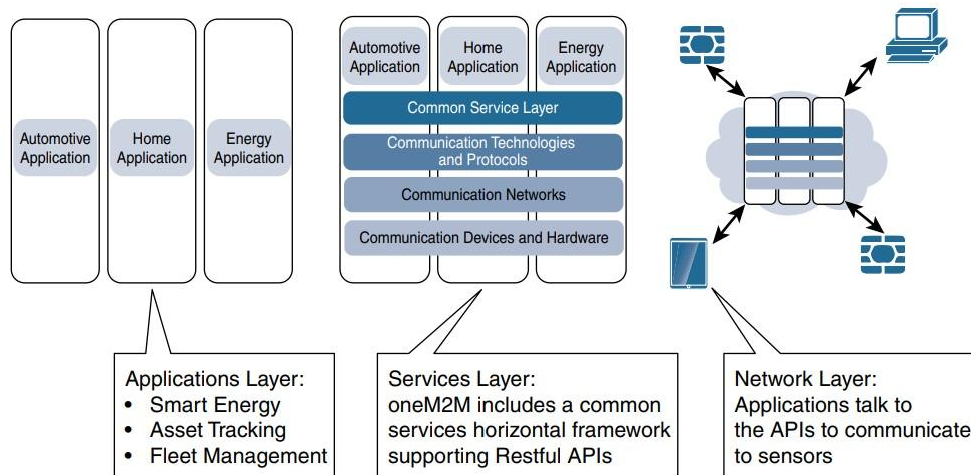 Automotive
Application
Home
Application
Energy
Application
Automotive
Application
Home
Application
Energy
Application
Common Service Layer
Communication Technologies
and Protocols
Communication Networks
Communication Devices and Hardware
Applications Layer:
• Smart Energy
• Asset Tracking
• Fleet Management
Services Layer:
oneM2M includes a common
services horizontal framework
supporting Restful APIs
Network Layer:
Applications talk to
the APIs to communicate
to sensors